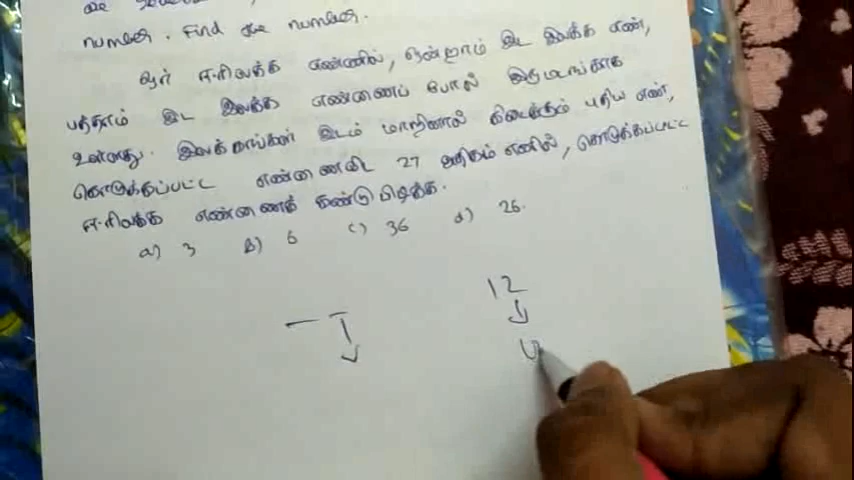 are
number. Find the number.
ஓர் ஈரிலக்க எண்ணில், ஒன்றாம் இட இலக்க எண்,
பத்தாம் இட இலக்க எண்ணைப் போல் இருமடங்காக
உள்ளது. இலக்கங்கள் இடம் மாறினால் கிடைக்கும் புதிய எண்,
கொடுக்கப்பட்ட எண்ணைவிட 27 அதிகம் எனில், கொடுக்கப்பட்ட
ஈரிலக்க எண்ணைக் கண்டு பிடிக்க.
a) 3 b) 6 c) 36 d) 26.
12